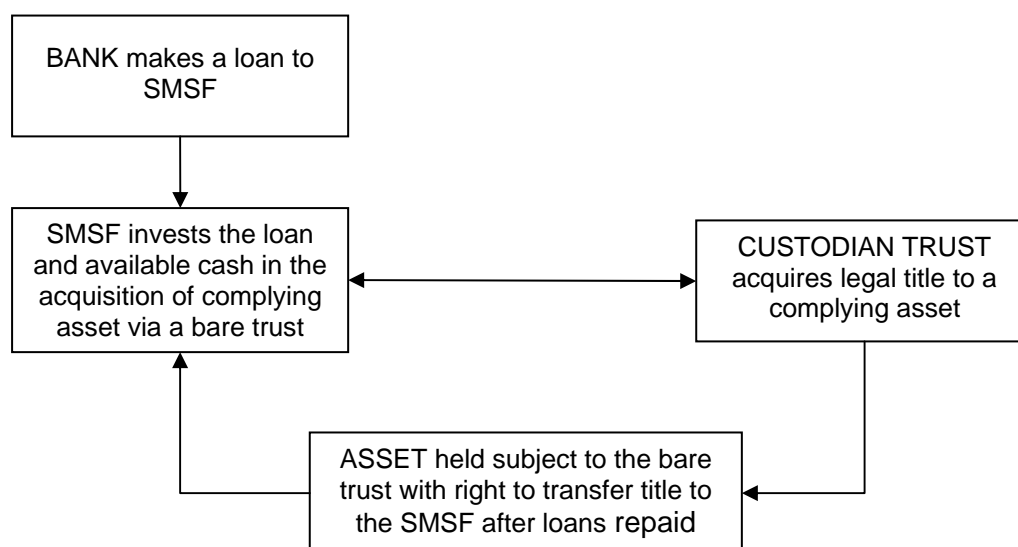 BANK makes a loan to
SMSF
SMSF invests the loan
and available cash in the
acquisition of complying
asset via a bare trust
CUSTODIAN TRUST
acquires legal title to a
complying asset
ASSET held subject to the bare
trust with right to transfer title to
the SMSF after loans repaid